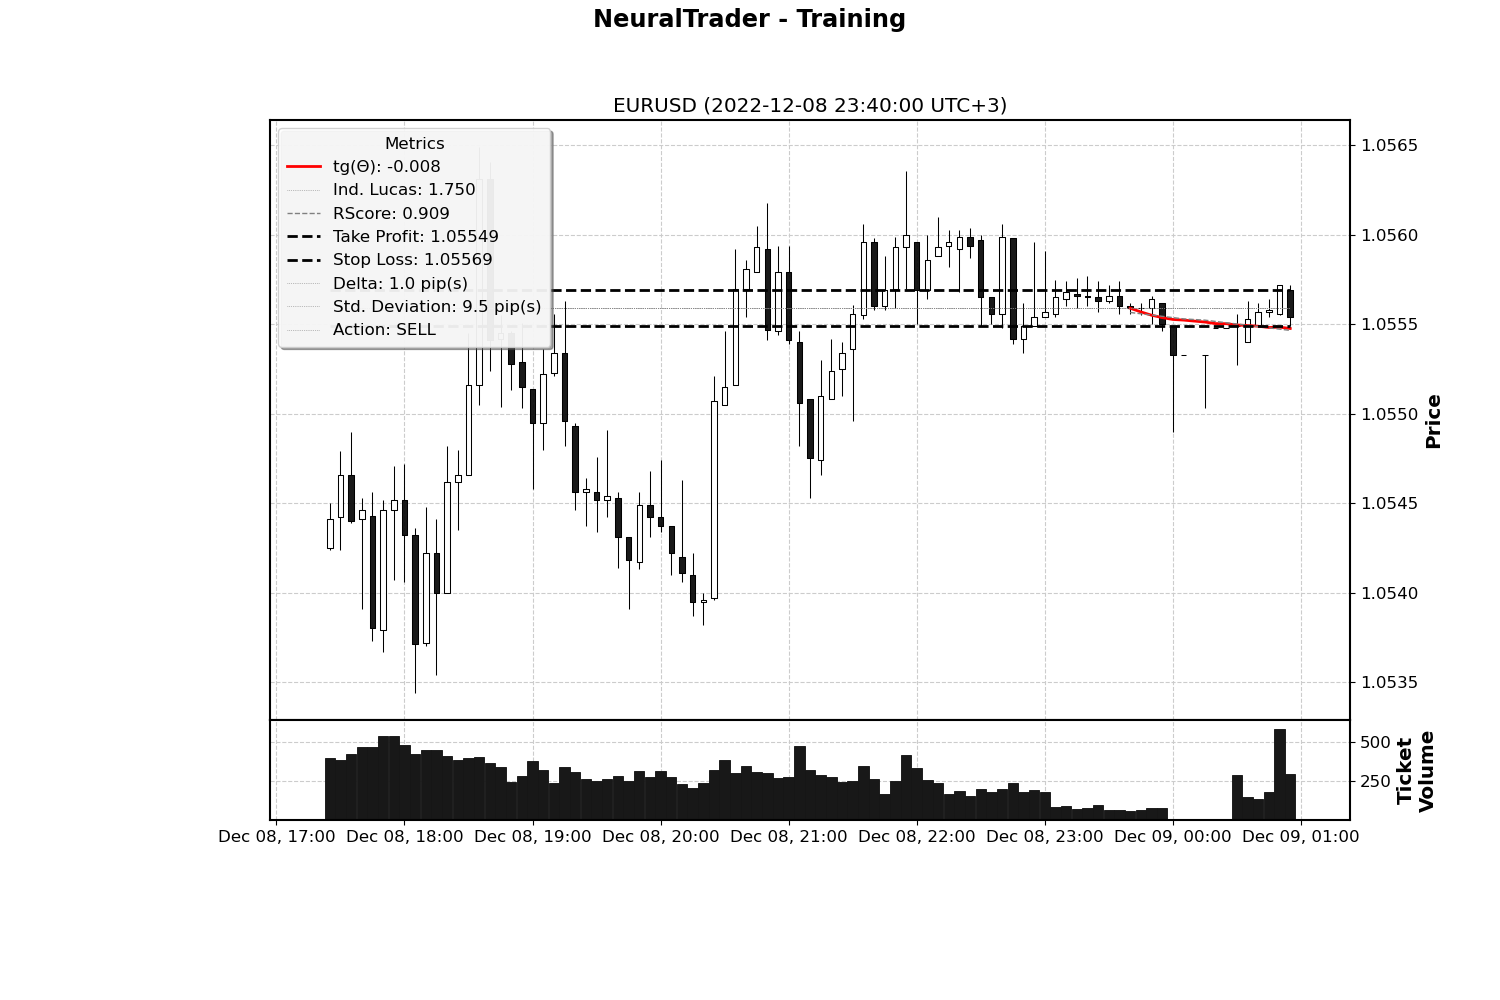 NeuralTrader - Training
EURUSD (2022-12-08 23:40:00 UTC+3)
Metrics
tg(Θ): -0.008
Ind. Lucas: 1.750
RScore: 0.909
Take Profit: 1.05549
Stop Loss: 1.05569
Delta: 1.0 pip(s)
Std. Deviation: 9.5 pip(s)
Action: SELL
1.0565
1.0560
1.0555
1.0550
1.0545
1.0540
1.0535
Price
500
250
Ticket
Volume
Dec 08, 17:00 Dec 08, 18:00 Dec 08, 19:00 Dec 08, 20:00 Dec 08, 21:00 Dec 08, 22:00 Dec 08, 23:00 Dec 09, 00:00 Dec 09, 01:00